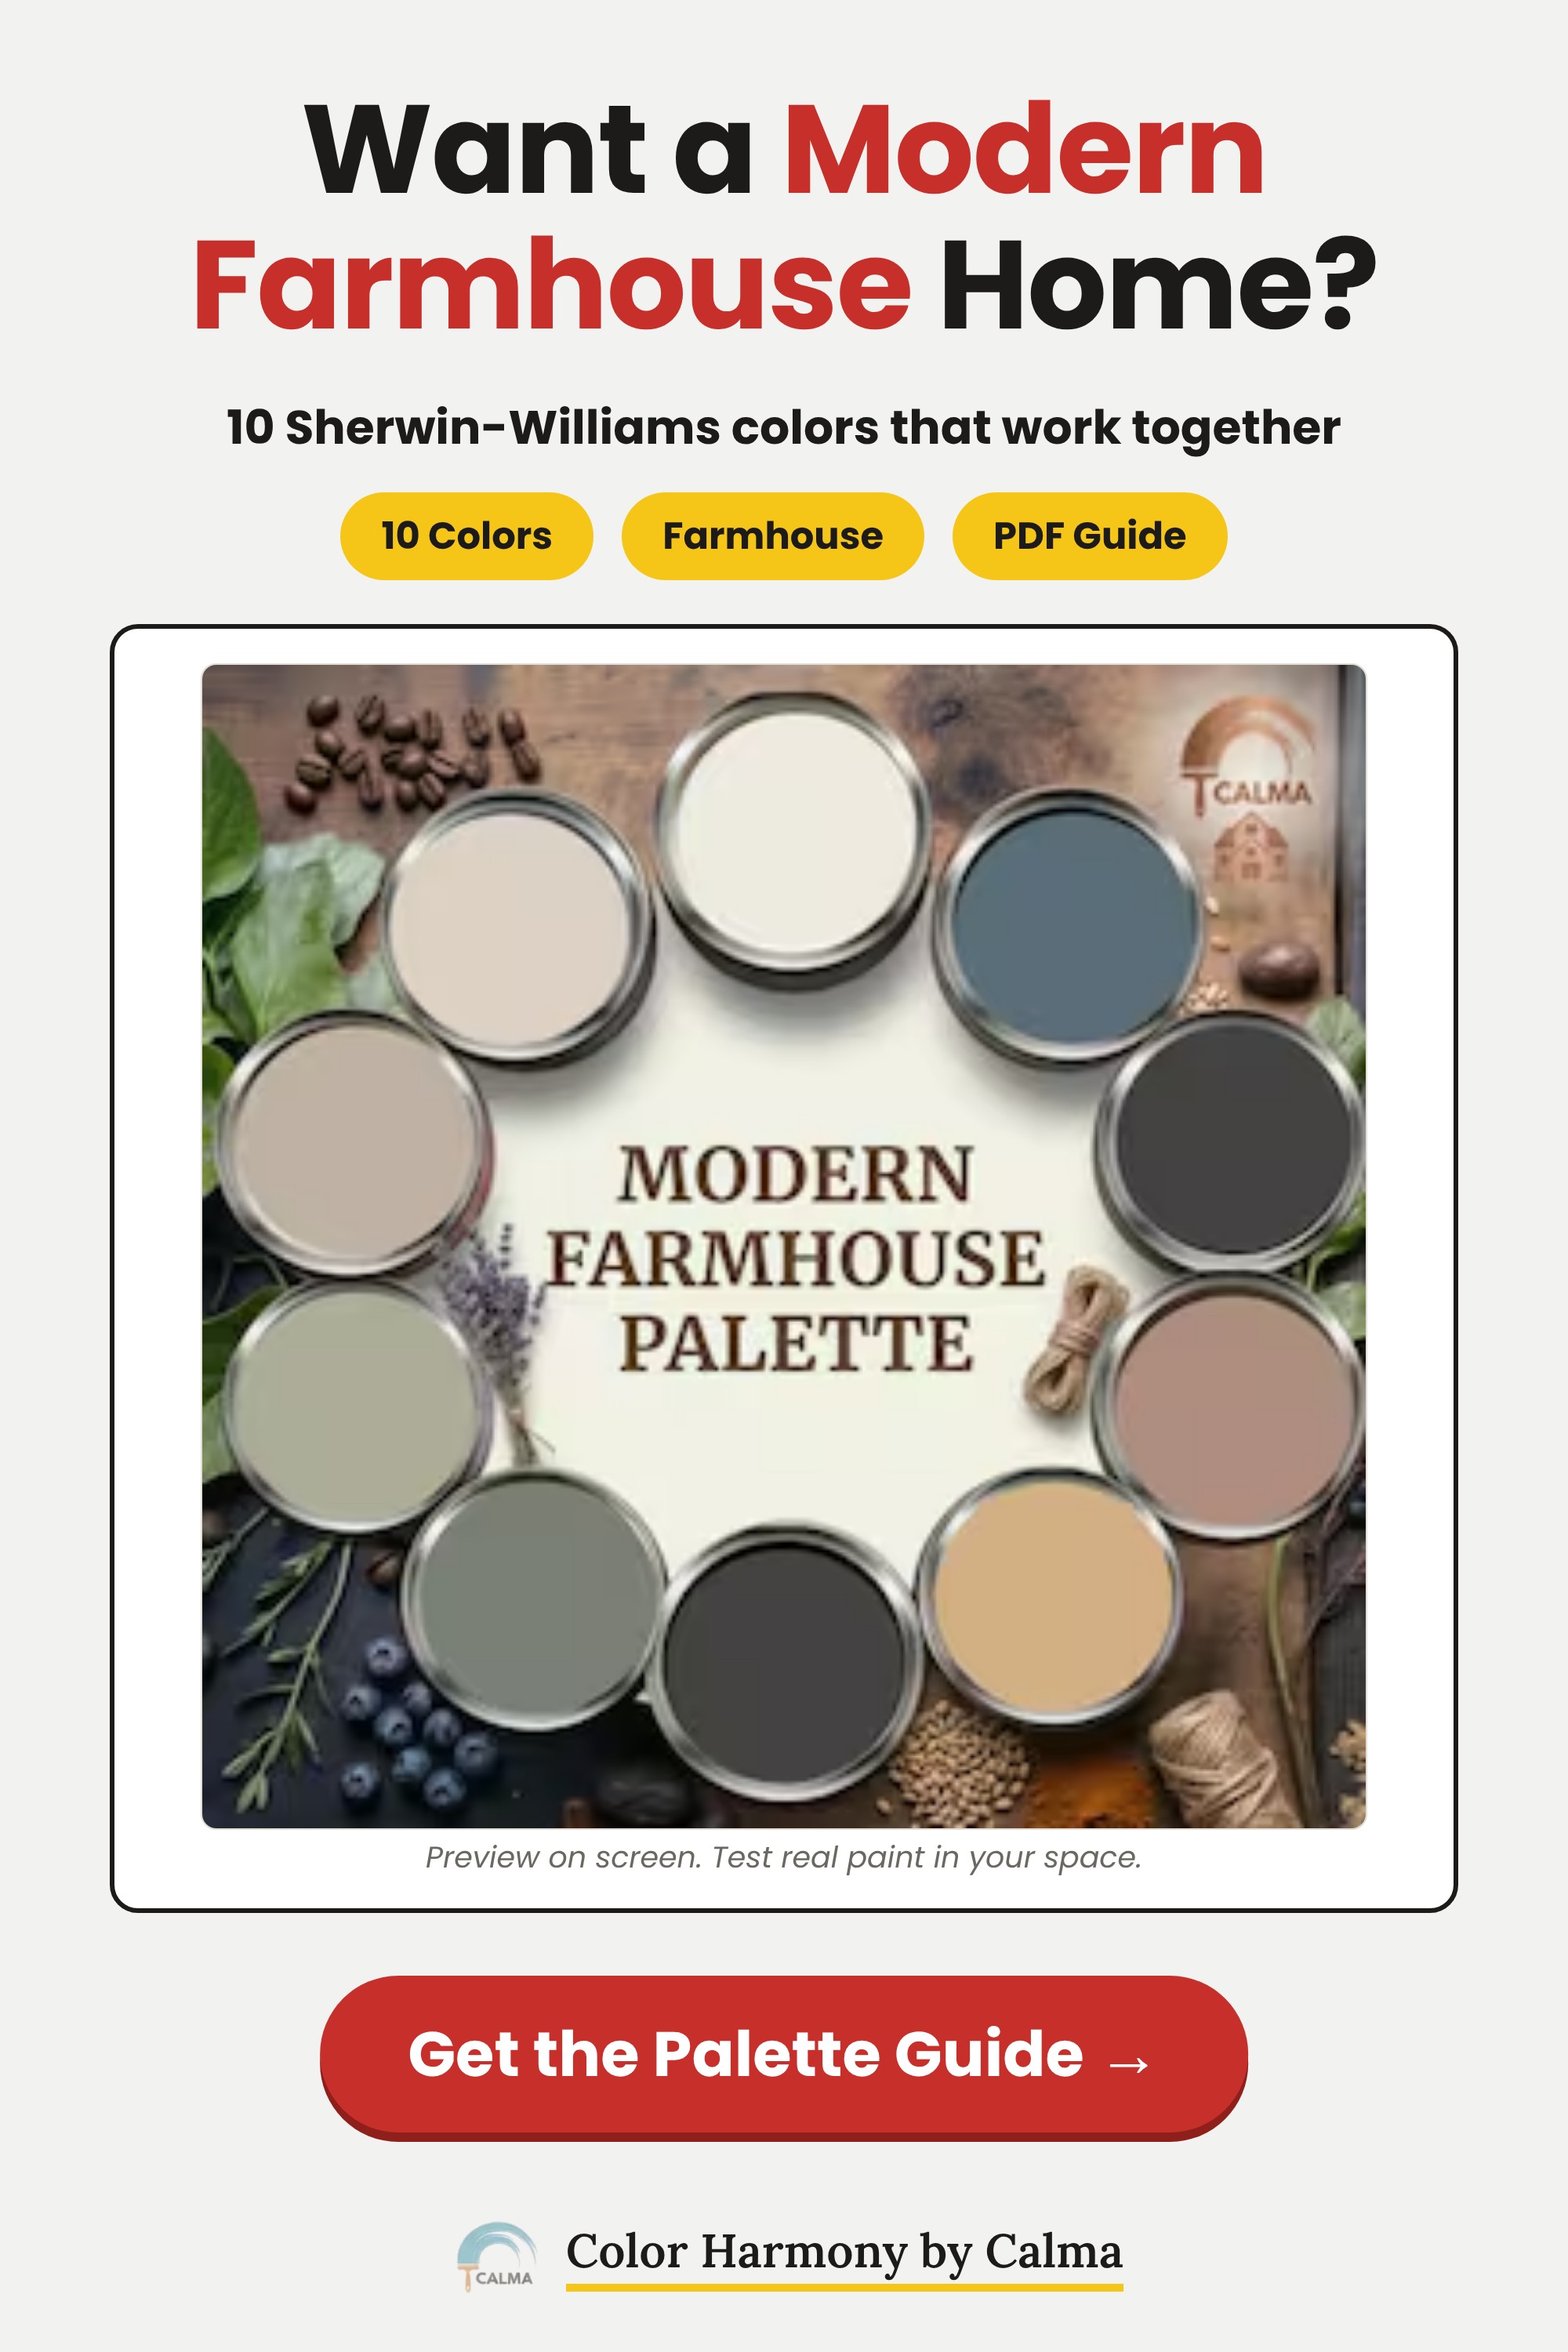 Want a Modern
Farmhouse Home?
10 Sherwin-Williams colors that work together
10 Colors
Farmhouse
PDF Guide
CALMA
MODERN
FARMHOUSE
PALETTE
Preview on screen. Test real paint in your space.
Get the Palette Guide →
CALMA
Color Harmony by Calma